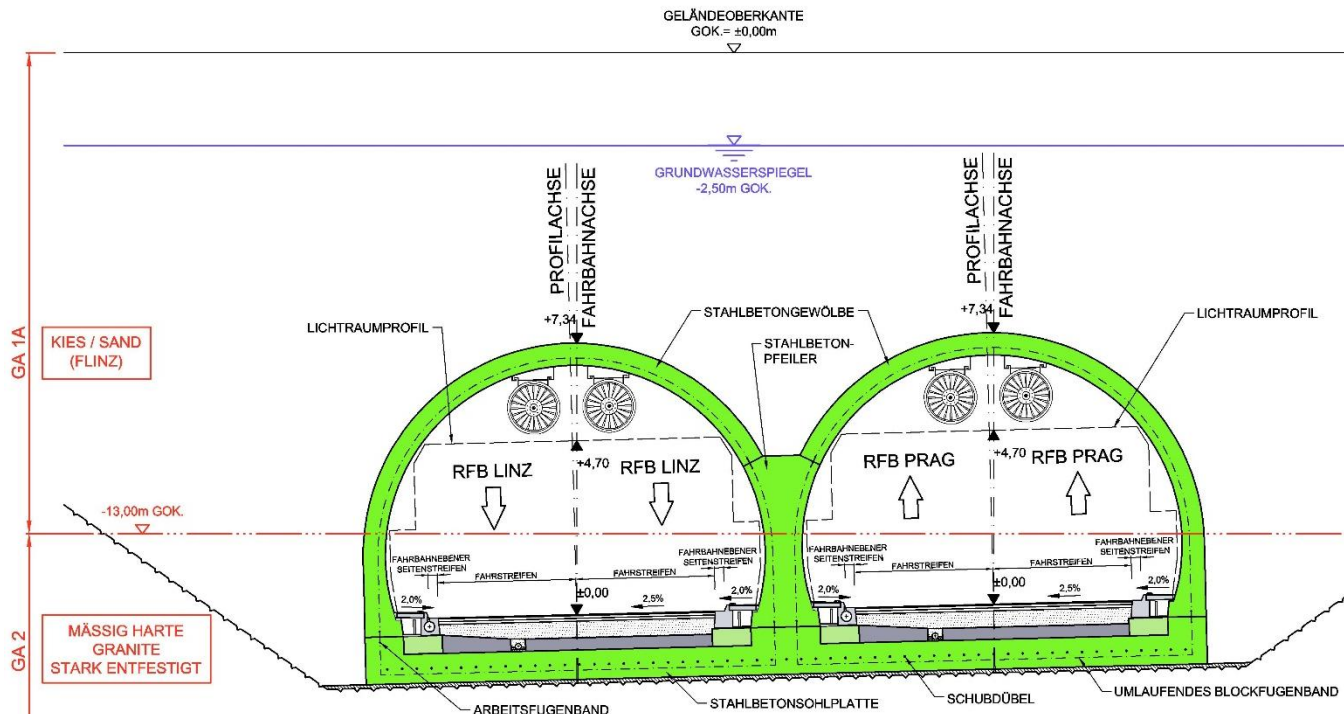 GELÄNDEOBERKANTE
GOK.= ±0,00m
GRUNDWASSERSPIEGEL
-2,50m GOK.
PROFILACHSE
FAHRBAHNACHSE
PROFILACHSE
FAHRBAHNACHSE
+7,34
+7,34
LICHTRAUMPROFIL
STAHLBETONGEWÖLBE
LICHTRAUMPROFIL
STAHLBETON-
PFEILER
GA 1A
KIES / SAND
(FLINZ)
RFB LINZ
+4,70
RFB LINZ
RFB PRAG
+4,70
RFB PRAG
-13,00m GOK.
FAHRBAHNEBENER
SEITENSTREIFEN
FAHRSTREIFEN
FAHRSTREIFEN
FAHRBAHNEBENER
SEITENSTREIFEN
FAHRBAHNEBENER
SEITENSTREIFEN
FAHRSTREIFEN
FAHRSTREIFEN
FAHRBAHNEBENER
SEITENSTREIFEN
2,0%
±0,00
2,5%
2,0%
2,0%
±0,00
2,5%
2,0%
GA 2
MÄSSIG HARTE
GRANITE
STARK ENTFESTIGT
ARBEITSFUGENBAND
STAHLBETONSOHLPLATTE
SCHUBDÜBEL
UMLAUFENDES BLOCKFUGENBAND